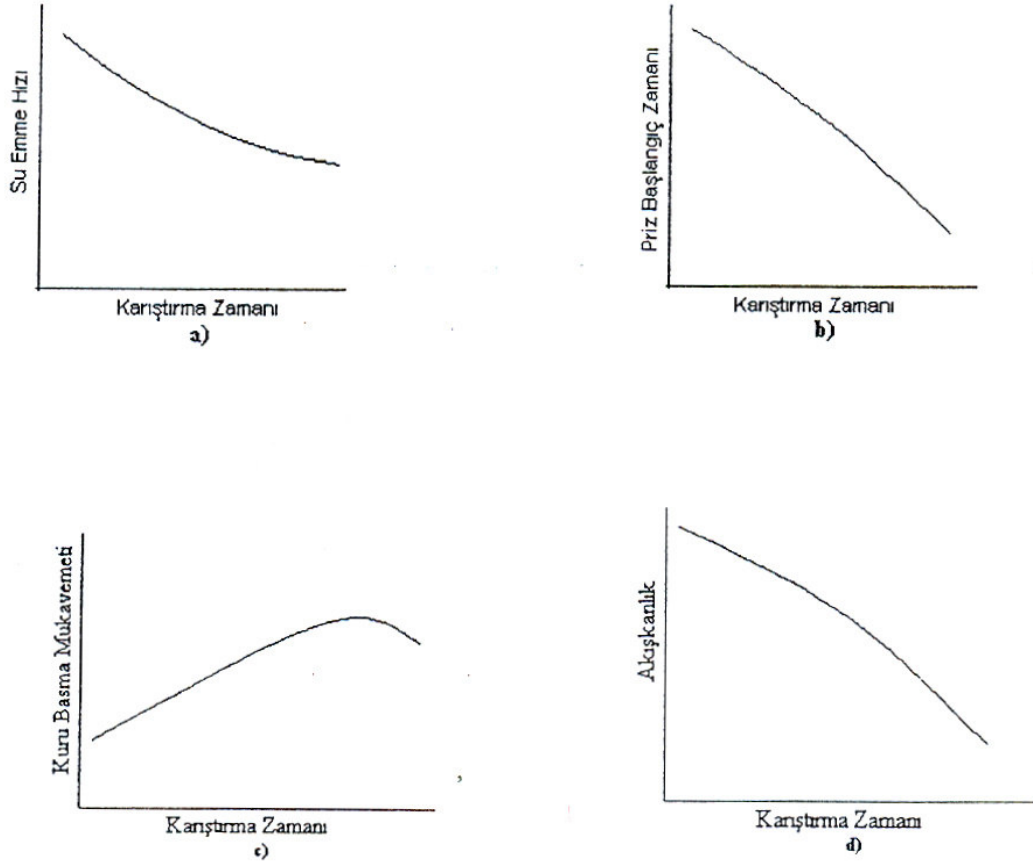 Su Emme Hızı
Karıştırma Zamanı
a)
Priz Başlangıç Zamanı
Karıştırma Zamanı
b)
Kuru Basma Mukavemeti
Karıştırma Zamanı
c)
Akışkanlık
Karıştırma Zamanı
d)